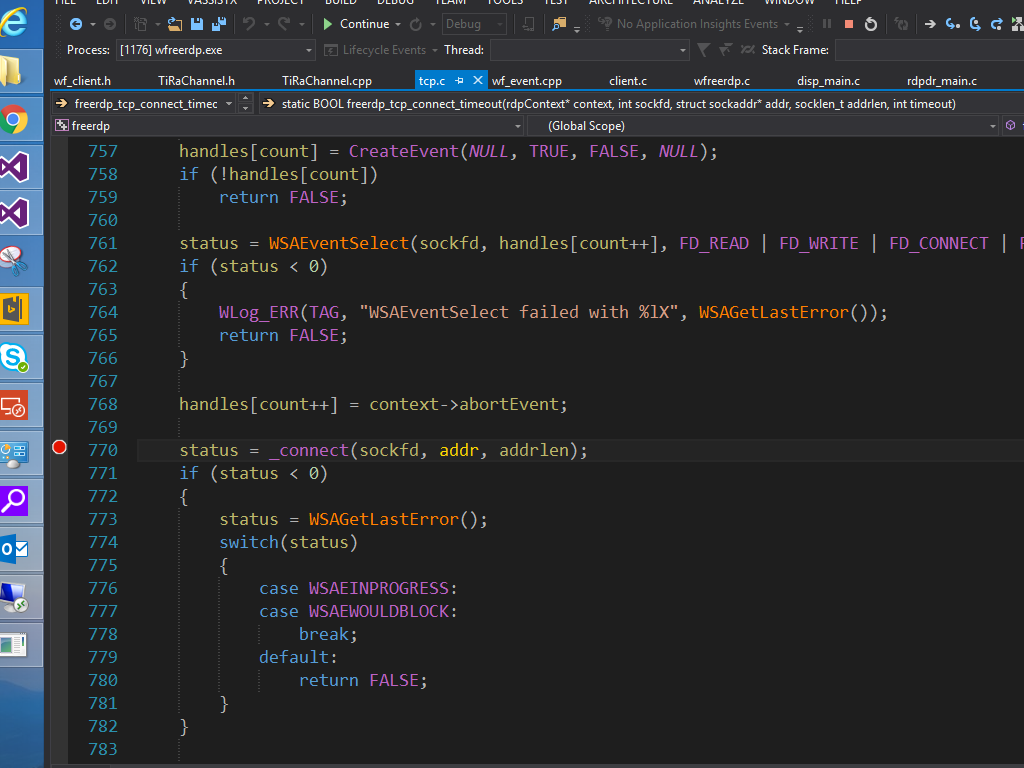 FILE EDIT VIEW VASSISTX PROJECT BUILD DEBUG TEAM TOOLS TEST ARCHITECTURE ANALYZE WINDOW HELP
Continue Debug No Application Insights Events
Process: [1176] wfreerdp.exe Lifecycle Events Thread: Stack Frame:
wf_client.h TiRaChannel.h TiRaChannel.cpp tcp.c wf_event.cpp client.c wfreerdp.c disp_main.c rdpdr_main.c
freerdp_tcp_connect_timec static BOOL freerdp_tcp_connect_timeout(rdpContext* context, int sockfd, struct sockaddr* addr, socklen_t addrlen, int timeout)
freerdp (Global Scope)
757 handles[count] = CreateEvent(NULL, TRUE, FALSE, NULL);
758 if (!handles[count])
759 return FALSE;
760
761 status = WSAEventSelect(sockfd, handles[count++], FD_READ | FD_WRITE | FD_CONNECT |
762 if (status < 0)
763 {
764 WLog_ERR(TAG, "WSAEventSelect failed with %lX", WSAGetLastError());
765 return FALSE;
766 }
767
768 handles[count++] = context->abortEvent;
769
770 status = _connect(sockfd, addr, addrlen);
771 if (status < 0)
772 {
773 status = WSAGetLastError();
774 switch(status)
775 {
776 case WSAEINPROGRESS:
777 case WSAEWOULDBLOCK:
778 break;
779 default:
780 return FALSE;
781 }
782 }
783